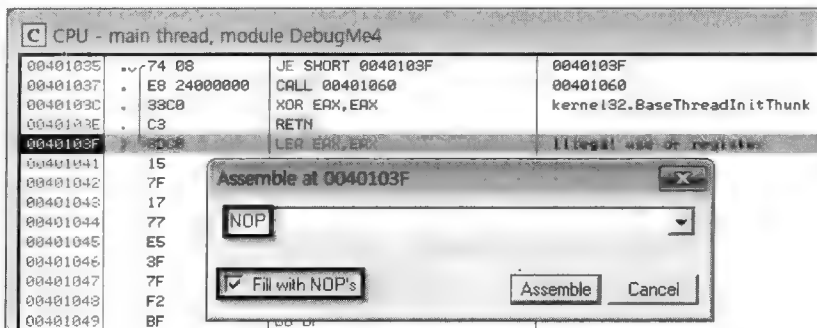 C CPU - main thread, module DebugMe4
00401035 74 08 JE SHORT 0040103F 0040103F
00401037 . E8 24000000 CALL 00401060 00401060
0040103C . 33C0 XOR EAX,EAX kernel32.BaseThreadInitThunk
0040103E . C3 RETN
0040103F 8DC0 LEA EAX,EAX Illegal use of register
00401041 15
00401042 7F
00401043 17
00401044 77
00401045 E5
00401046 3F
00401047 7F
00401048 F2
00401049 BF
Assemble at 0040103F
NOP
Fill with NOP's
Assemble Cancel